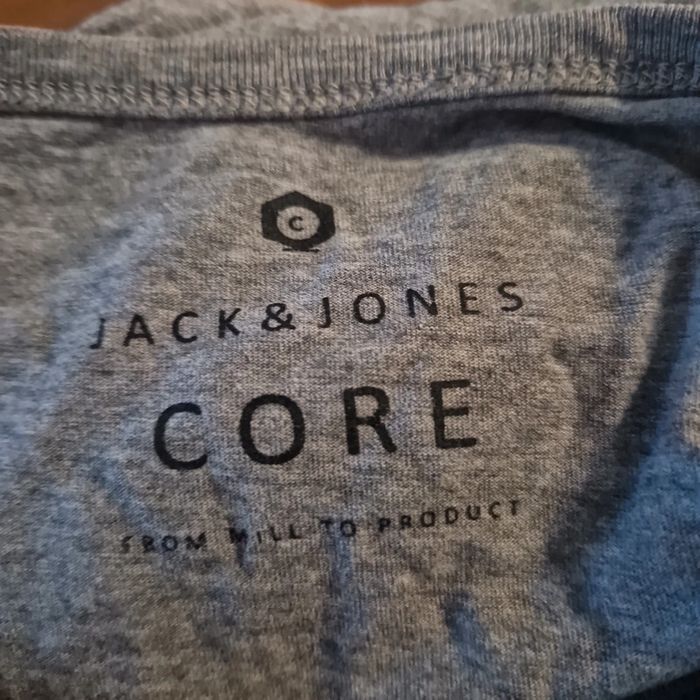 C
JACK&JONES
CORE
FROM MILL TO PRODUCT